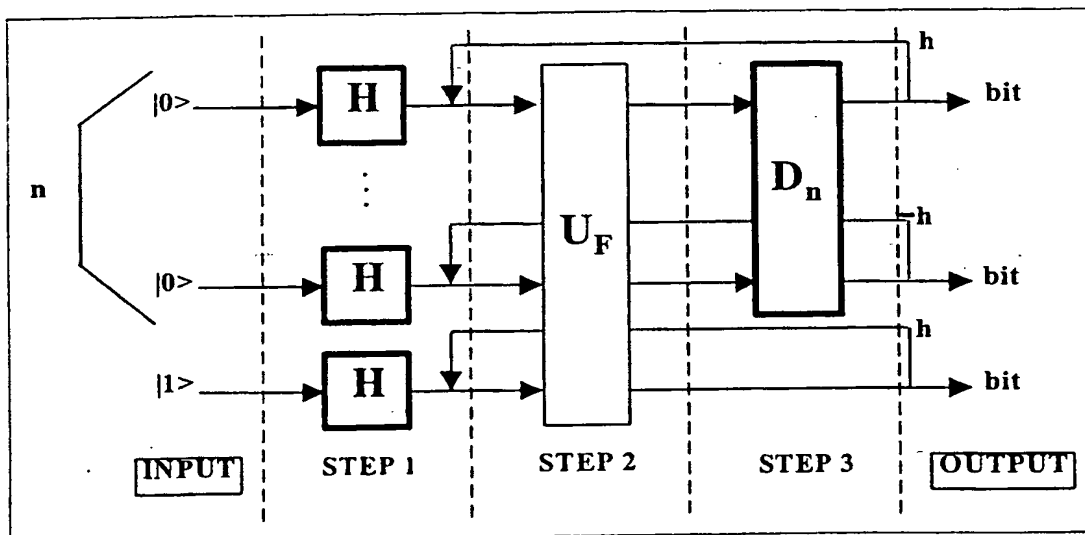 h
|0> H bit
n
⋮
U_F D_n
h
|0> H bit
h
|1> H bit
INPUT STEP 1 STEP 2 STEP 3 OUTPUT